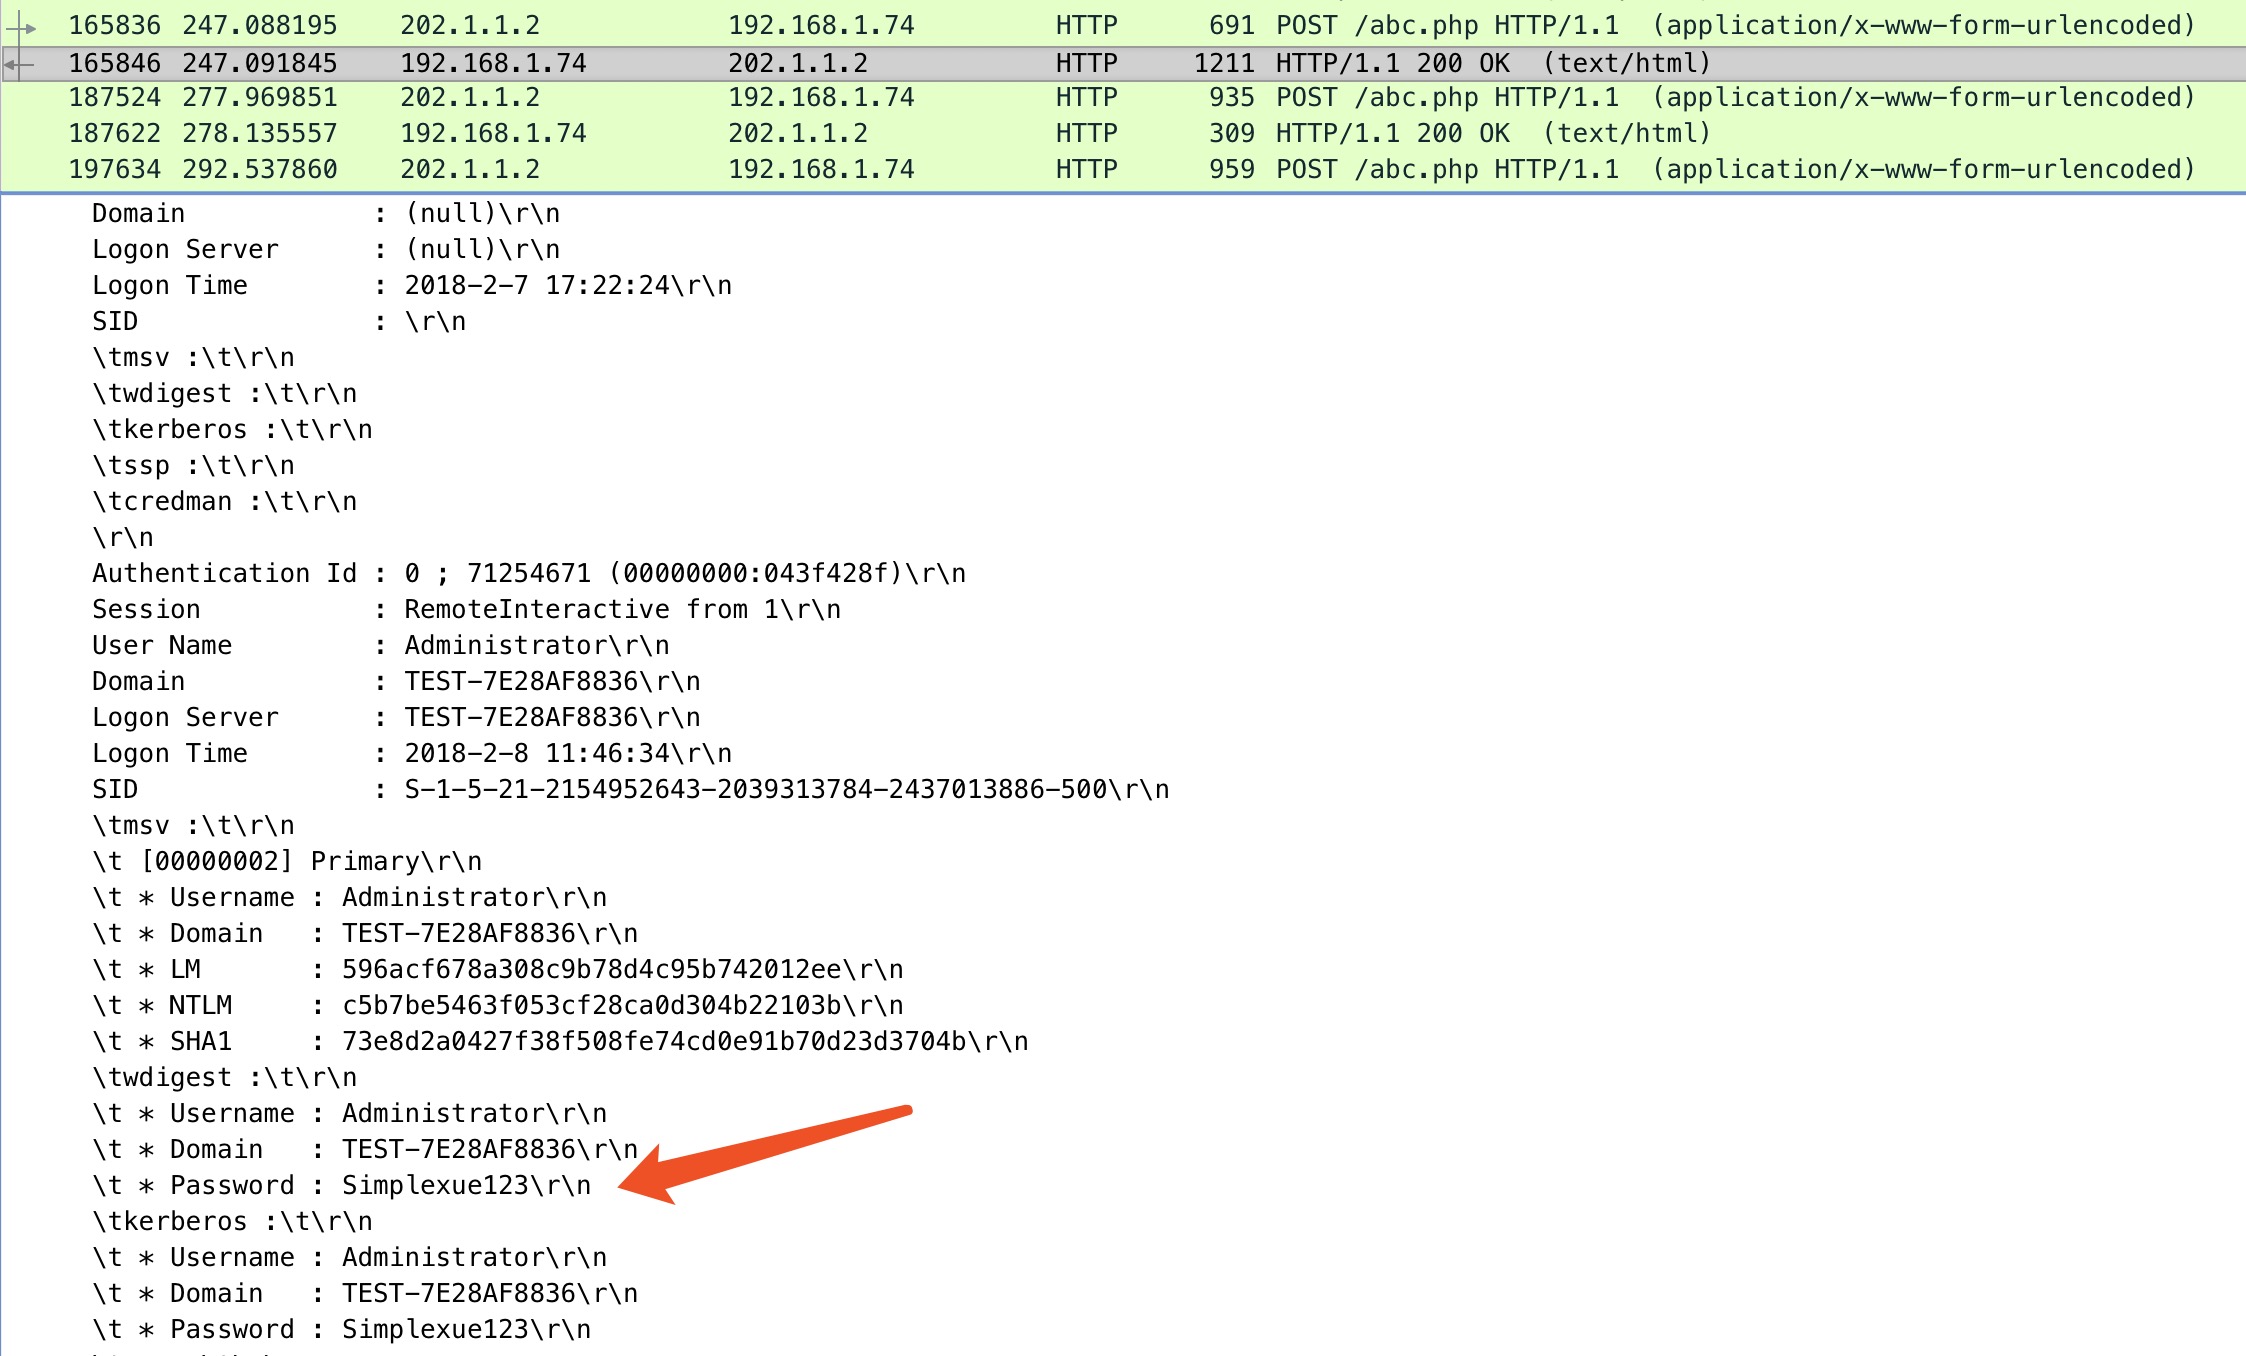 165836 247.088195 202.1.1.2 192.168.1.74 HTTP 691 POST /abc.php HTTP/1.1 (application/x-www-form-urlencoded)
165846 247.091845 192.168.1.74 202.1.1.2 HTTP 1211 HTTP/1.1 200 OK (text/html)
187524 277.969851 202.1.1.2 192.168.1.74 HTTP 935 POST /abc.php HTTP/1.1 (application/x-www-form-urlencoded)
187622 278.135557 192.168.1.74 202.1.1.2 HTTP 309 HTTP/1.1 200 OK (text/html)
197634 292.537860 202.1.1.2 192.168.1.74 HTTP 959 POST /abc.php HTTP/1.1 (application/x-www-form-urlencoded)
Domain : (null)\r\n
Logon Server : (null)\r\n
Logon Time : 2018-2-7 17:22:24\r\n
SID : \r\n
\tmsv :\t\r\n
\twdigest :\t\r\n
\tkerberos :\t\r\n
\tssp :\t\r\n
\tcredman :\t\r\n
\r\n
Authentication Id : 0 ; 71254671 (00000000:043f428f)\r\n
Session : RemoteInteractive from 1\r\n
User Name : Administrator\r\n
Domain : TEST-7E28AF8836\r\n
Logon Server : TEST-7E28AF8836\r\n
Logon Time : 2018-2-8 11:46:34\r\n
SID : S-1-5-21-2154952643-2039313784-2437013886-500\r\n
\tmsv :\t\r\n
\t [00000002] Primary\r\n
\t * Username : Administrator\r\n
\t * Domain : TEST-7E28AF8836\r\n
\t * LM : 596acf678a308c9b78d4c95b742012ee\r\n
\t * NTLM : c5b7be5463f053cf28ca0d304b22103b\r\n
\t * SHA1 : 73e8d2a0427f38f508fe74cd0e91b70d23d3704b\r\n
\twdigest :\t\r\n
\t * Username : Administrator\r\n
\t * Domain : TEST-7E28AF8836\r\n
\t * Password : Simplexue123\r\n
\tkerberos :\t\r\n
\t * Username : Administrator\r\n
\t * Domain : TEST-7E28AF8836\r\n
\t * Password : Simplexue123\r\n